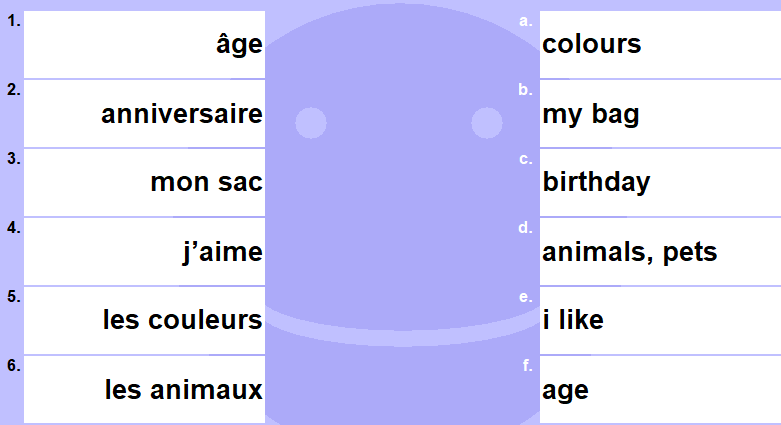 1. âge
a. colours
2. anniversaire
b. my bag
3. mon sac
c. birthday
4. j’aime
d. animals, pets
5. les couleurs
e. i like
6. les animaux
f. age